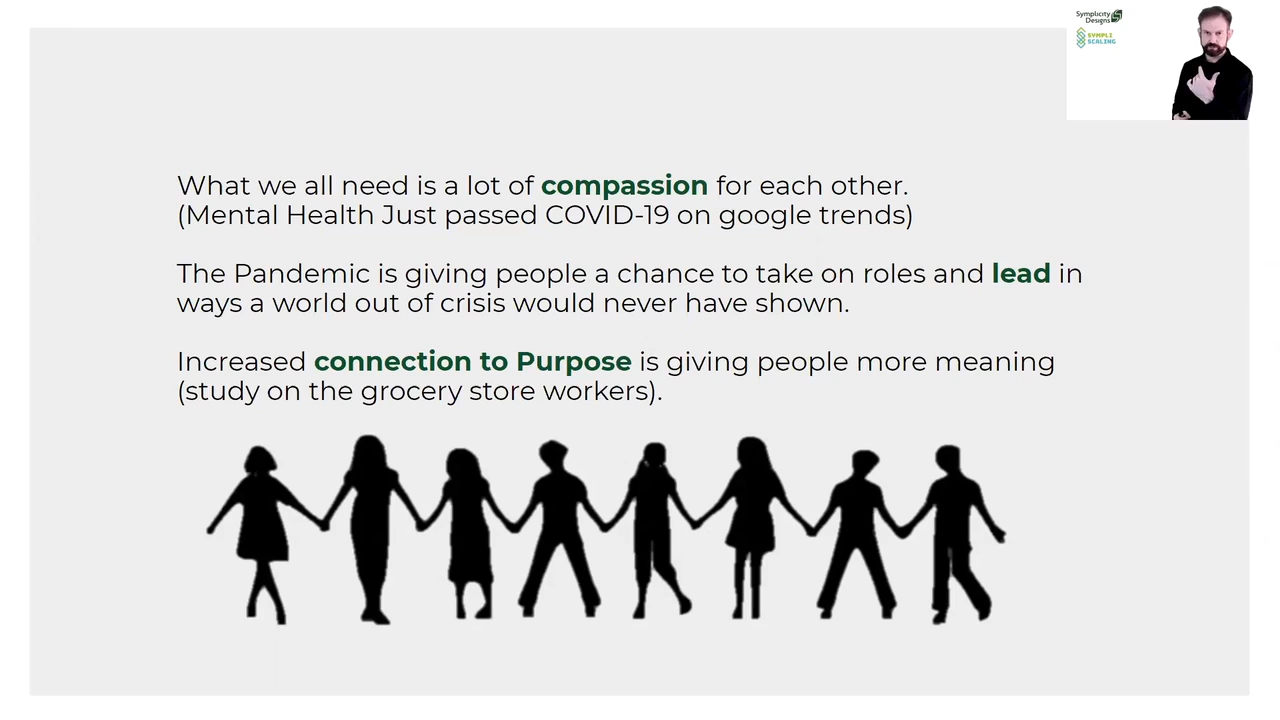 Symplicity
Designs
SYMPLI
SCALING
What we all need is a lot of compassion for each other.
(Mental Health Just passed COVID-19 on google trends)
The Pandemic is giving people a chance to take on roles and lead in
ways a world out of crisis would never have shown.
Increased connection to Purpose is giving people more meaning
(study on the grocery store workers).